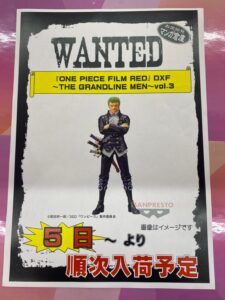 WANTED
『ONE PIECE FILM RED』 DXF
～THE GRANDLINE MEN～vol.3
BANPRESTO
画像はイメージです
5日～より
順次入荷予定